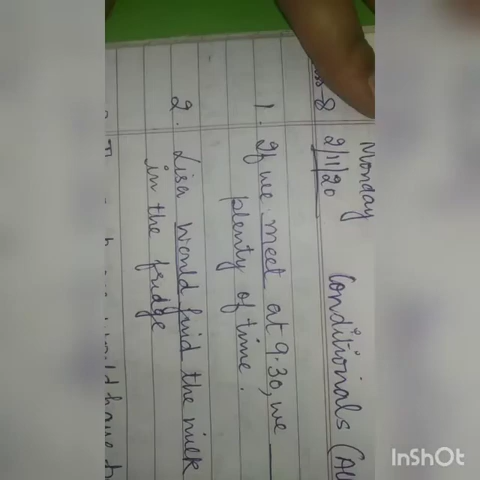 Monday
2/11/20 Conditionals (
1. If we meet at 9.30, we
plenty of time.
2. Lisa would find the milk
in the fridge
InShOt